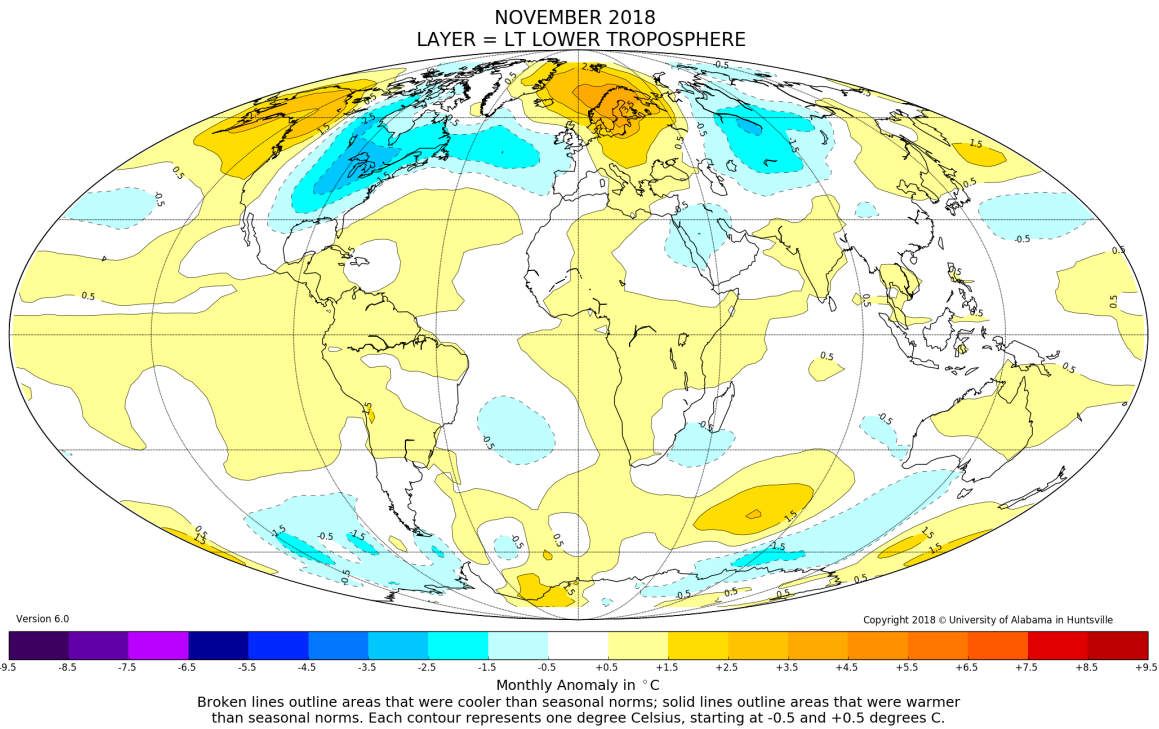 NOVEMBER 2018
LAYER = LT LOWER TROPOSPHERE
Version 6.0
Copyright 2018 © University of Alabama in Huntsville
-9.5 -8.5 -7.5 -6.5 -5.5 -4.5 -3.5 -2.5 -1.5 -0.5 +0.5 +1.5 +2.5 +3.5 +4.5 +5.5 +6.5 +7.5 +8.5 +9.5
Monthly Anomaly in °C
Broken lines outline areas that were cooler than seasonal norms; solid lines outline areas that were warmer
than seasonal norms. Each contour represents one degree Celsius, starting at -0.5 and +0.5 degrees C.